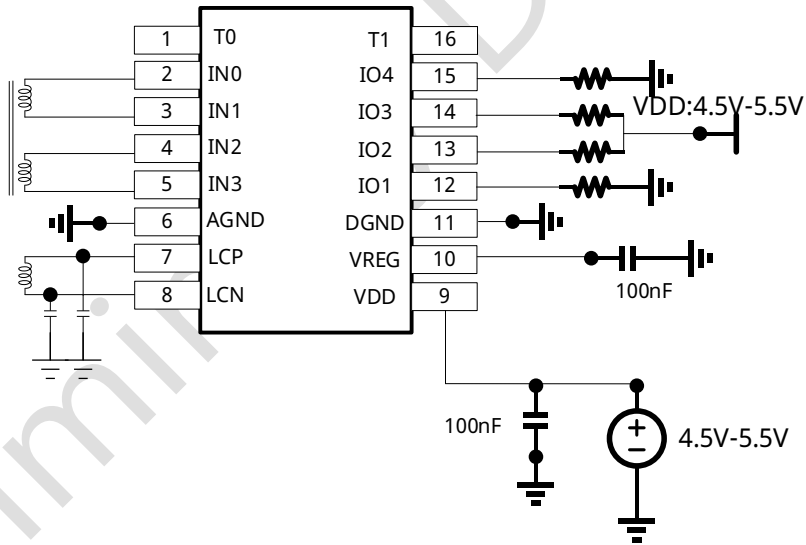 1 T0 T1 16
2 IN0 IO4 15
3 IN1 IO3 14
VDD:4.5V-5.5V
4 IN2 IO2 13
5 IN3 IO1 12
6 AGND DGND 11
7 LCP VREG 10
100nF
8 LCN VDD 9
100nF
+
−
4.5V-5.5V